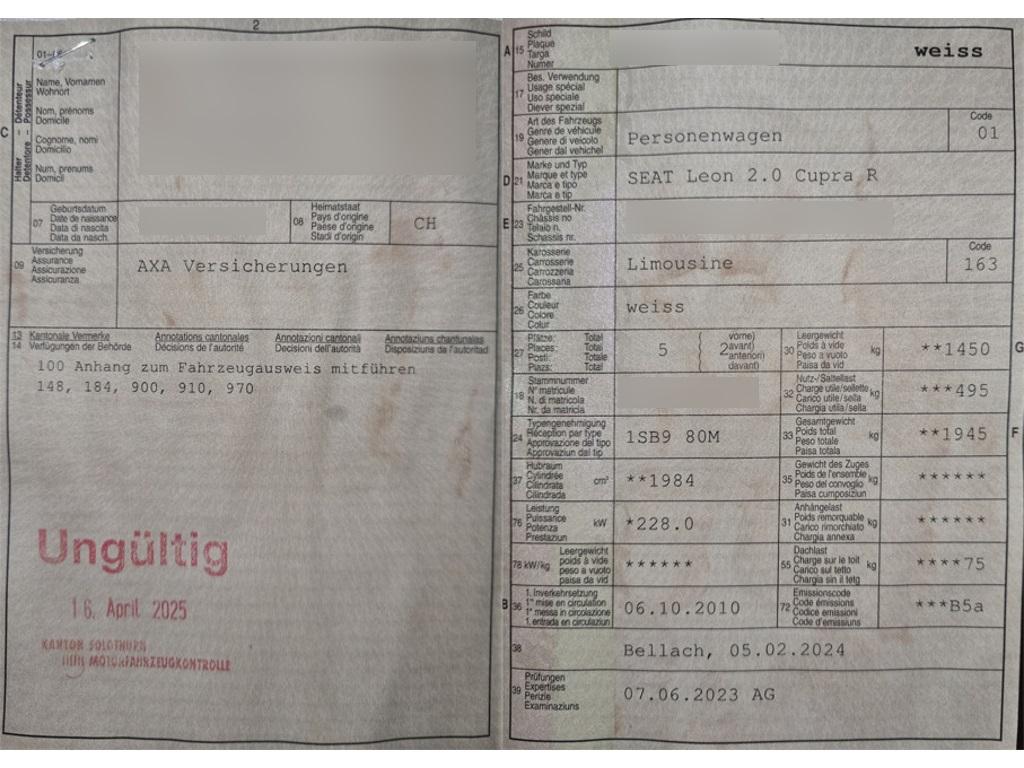 2
01-
Name, Vornamen
Wohnort
Nom, prénoms
Domicile
Cognome, nomi
Domicilio
Num, prenums
Domicil
C
Halter – Détenteur
Detentore – Possessur
07 Geburtsdatum
Date de naissance
Data di nascita
Data da nasch.
08 Heimatstaat
Pays d'origine
Paese d'origine
Stadi d'origin
CH
09 Versicherung
Assurance
Assicurazione
Assicuranza
AXA Versicherungen
13 Kantonale Vermerke Annotations cantonales Annotazioni cantonali Annotaziuns chantunalas
14 Verfügungen der Behörde Décisions de l'autorité Decisioni dell'autorità Disposiziuns da l'autoritad
100 Anhang zum Fahrzeugausweis mitführen
148, 184, 900, 910, 970
Ungültig
16. April 2025
KANTON SOLOTHURN
MOTORFAHRZEUGKONTROLLE
A 15 Schild
Plaque
Targa
Numer
weiss
17 Bes. Verwendung
Usage spécial
Uso speciale
Diever spezial
19 Art des Fahrzeugs
Genre de véhicule
Genere di veicolo
Gener dal vehichel
Personenwagen
Code
01
D 21 Marke und Typ
Marque et type
Marca e tipo
Marca e tip
SEAT Leon 2.0 Cupra R
E 23 Fahrgestell-Nr.
Châssis no
Telaio n.
Schassis nr.
25 Karosserie
Carrosserie
Carrozzeria
Carossaria
Limousine
Code
163
26 Farbe
Couleur
Colore
Colur
weiss
27 Plätze: Total
Places: Total
Posti: Totale
Plazs: Total
5
2
vorne)
avant)
anteriori)
davant)
30 Leergewicht
Poids à vide
Peso a vuoto
Paisa da vid
kg
**1450
G
18 Stammnummer
N° matricule
N. di matricola
Nr. da matricla
32 Nutz-/Sattellast
Charge utile/sellette
Carico utile/sella
Chargia utila/sella
kg
***495
24 Typengenehmigung
Réception par type
Approvazione del tipo
Approvaziun dal tip
1SB9 80M
33 Gesamtgewicht
Poids total
Peso totale
Paisa totala
kg
**1945
F
37 Hubraum
Cylindrée
Cilindrata
Cilindrada
cm³
**1984
35 Gewicht des Zuges
Poids de l'ensemble
Peso del convoglio
Paisa cumposiziun
kg
******
76 Leistung
Puissance
Potenza
Prestaziun
kW
*228.0
31 Anhängelast
Poids remorquable
Carico rimorchiato
Chargia annexa
kg
******
78 kW/kg
Leergewicht
poids à vide
peso a vuoto
paisa da vid
******
55 Dachlast
Charge sur le toit
Carico sul tetto
Chargia sin il tetg
kg
****75
B 36 1. Inverkehrsetzung
1re mise en circulation
1a messa in circolazione
1. entrada en circulaziun
06.10.2010
72 Emissionscode
Code émissions
Codice emissioni
Code d'emissiuns
***B5a
38
Bellach, 05.02.2024
39 Prüfungen
Expertises
Perizie
Examinaziuns
07.06.2023 AG